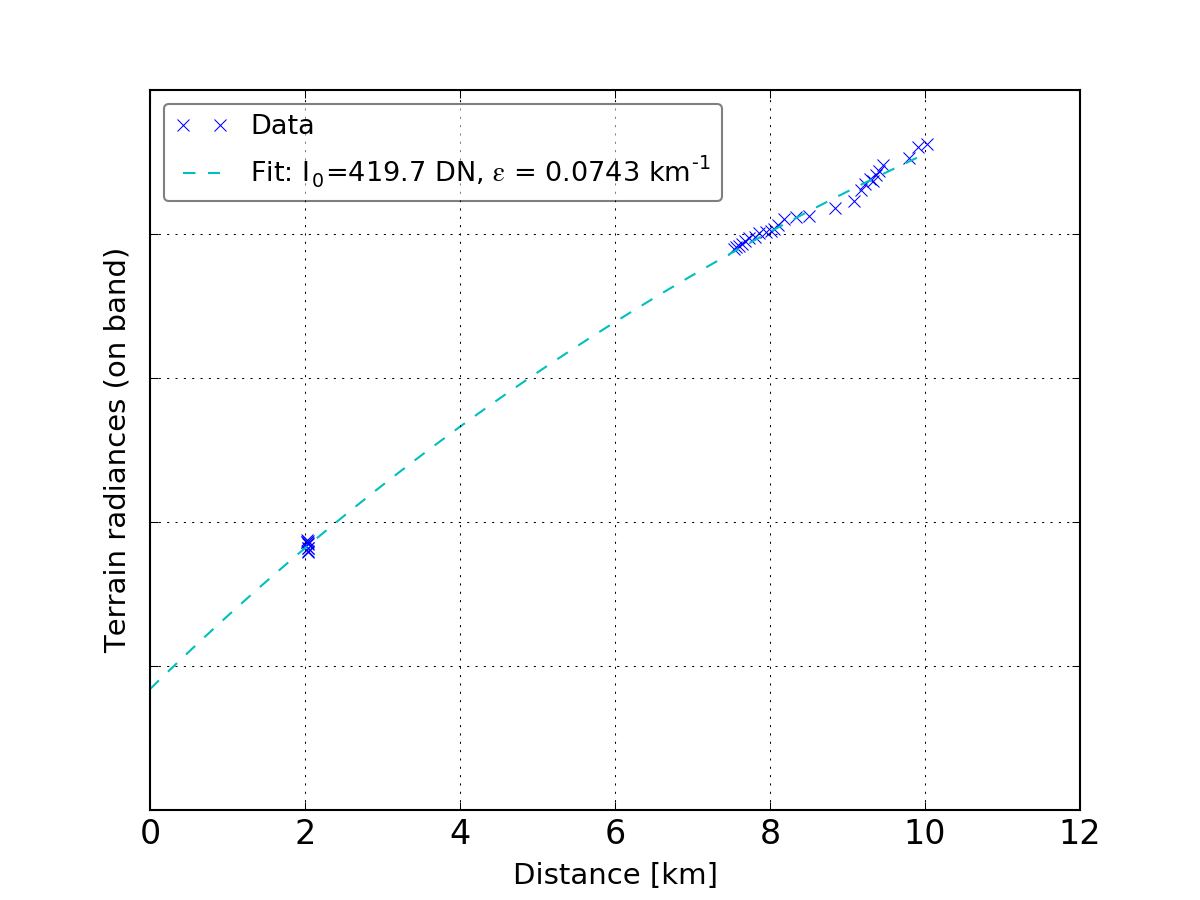 Data
Fit: I₀=419.7 DN, ε = 0.0743 km⁻¹
Terrain radiances (on band)
0 2 4 6 8 10 12
Distance [km]